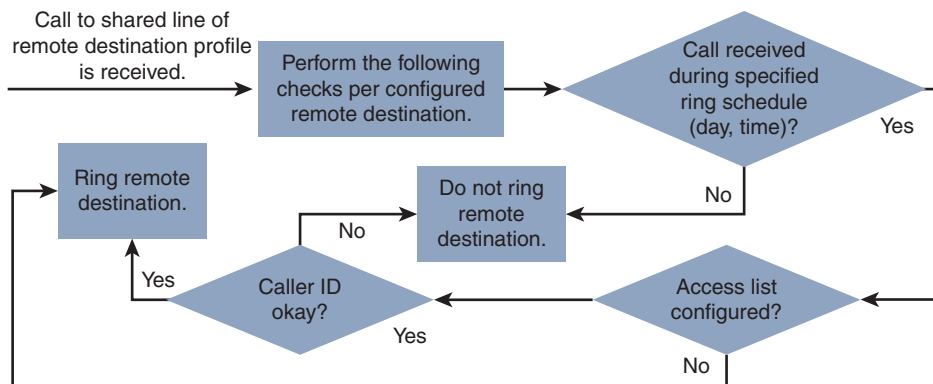 Call to shared line of
remote destination profile
is received.
Perform the following
checks per configured
remote destination.
Call received
during specified
ring schedule
(day, time)?
Yes
No
Ring remote
destination.
Do not ring
remote
destination.
No
Yes
Caller ID
okay?
Yes
Access list
configured?
No